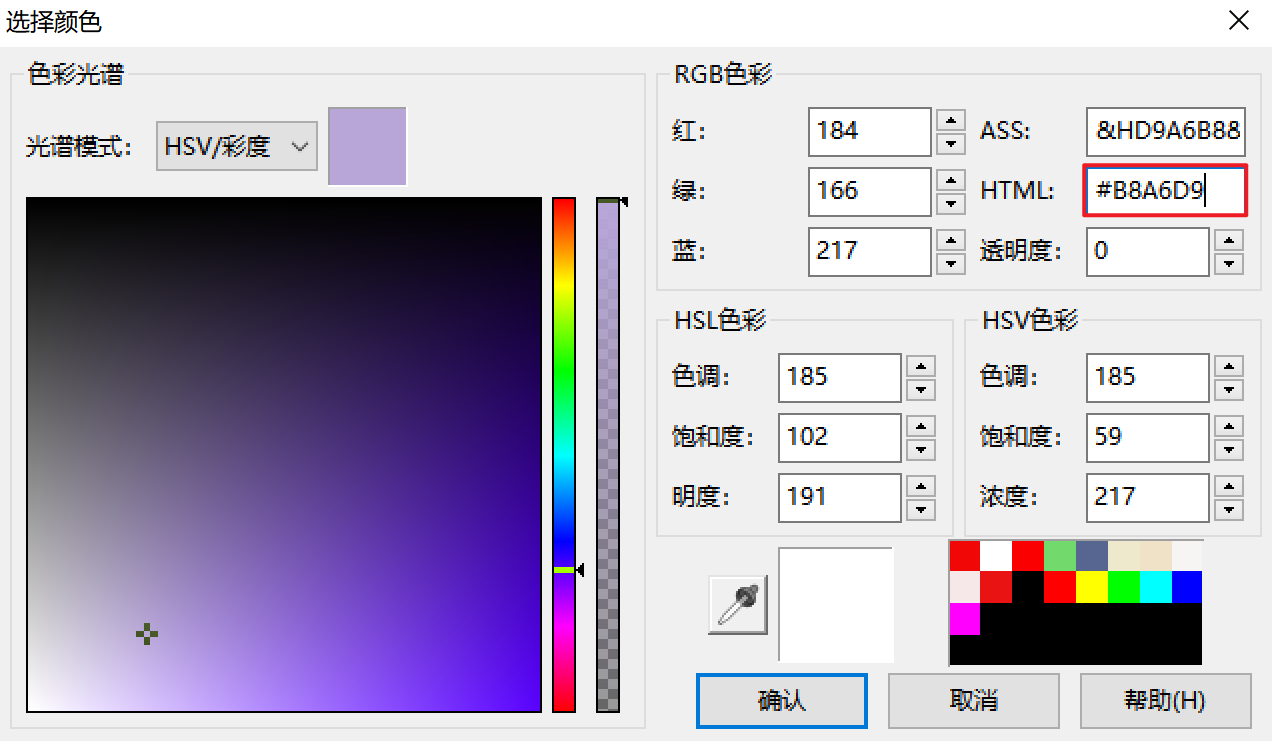 选择颜色
色彩光谱
光谱模式:
HSV/彩度
RGB色彩
红: 184
ASS: &HD9A6B88
绿: 166
HTML: #B8A6D9
蓝: 217
透明度: 0
HSL色彩
色调: 185
饱和度: 102
明度: 191
HSV色彩
色调: 185
饱和度: 59
浓度: 217
确认
取消
帮助(H)